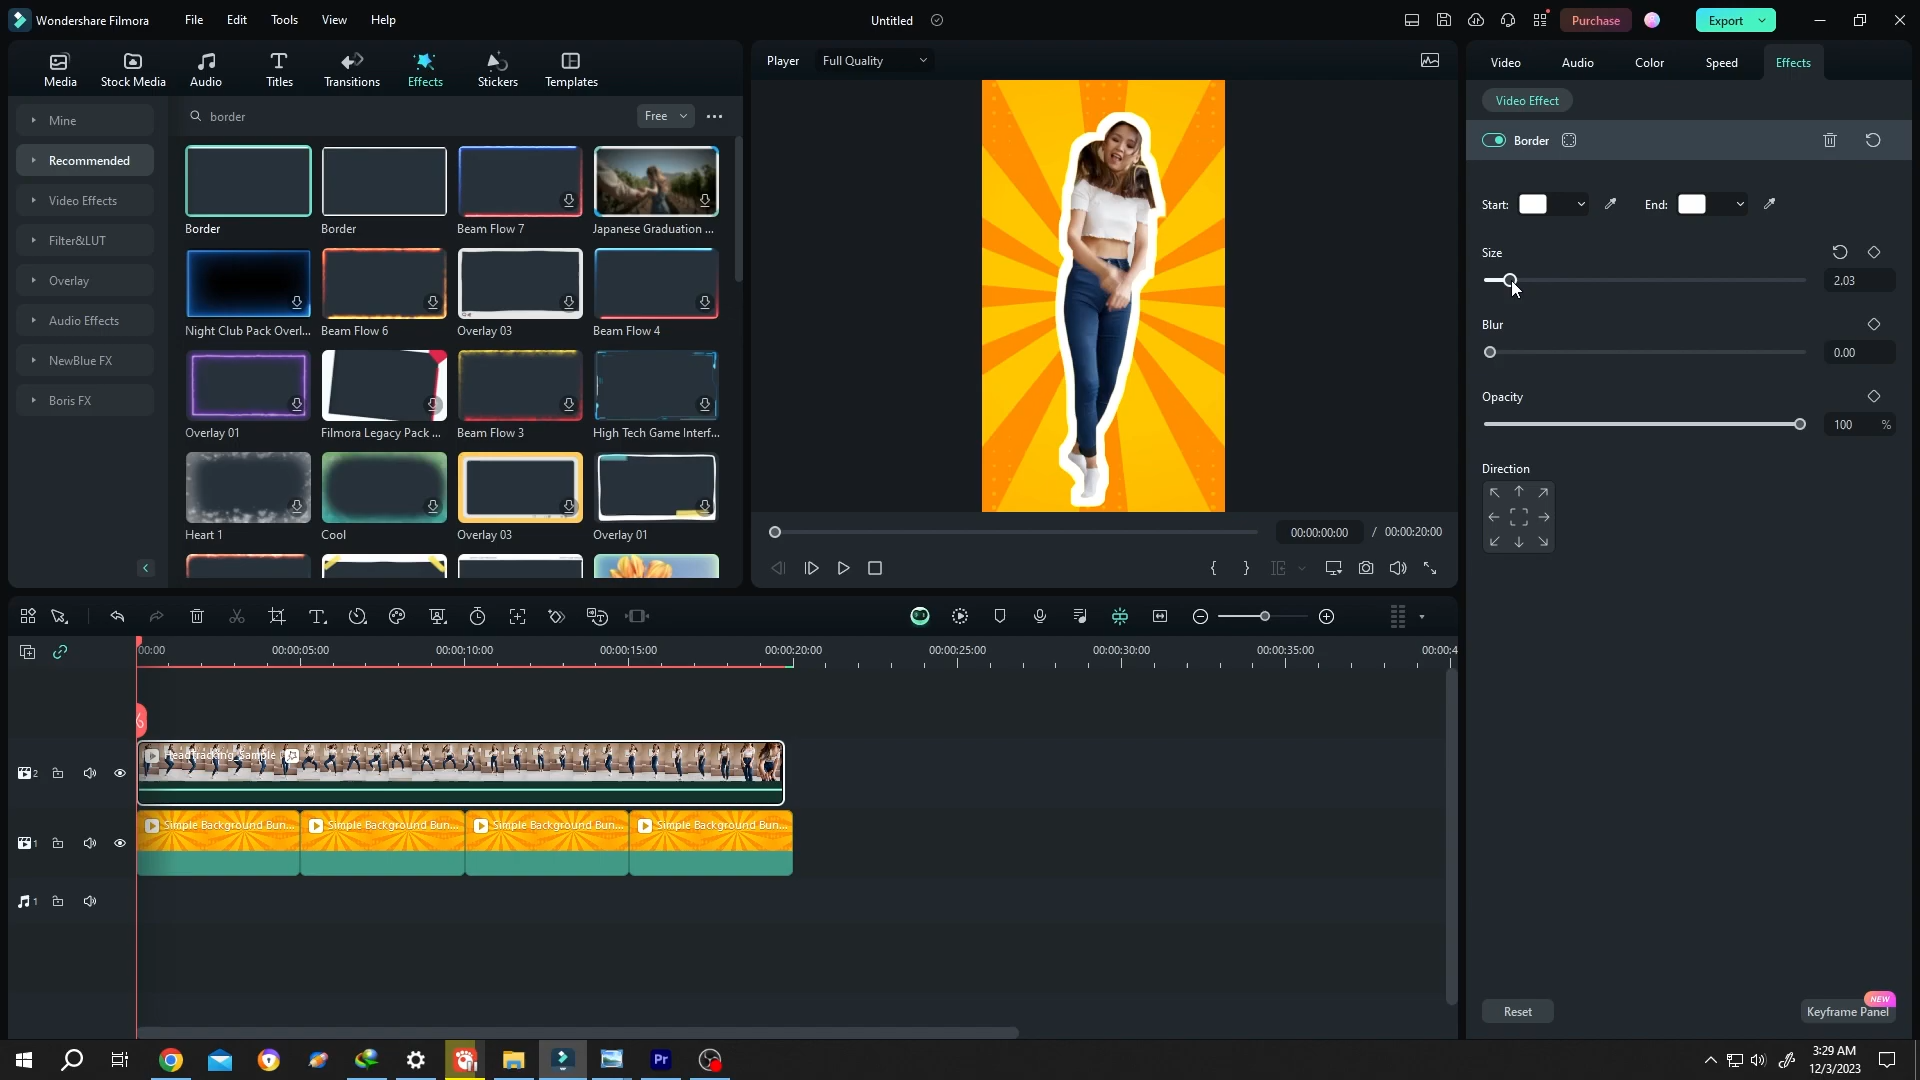 Wondershare Filmora
File
Edit
Tools
View
Help
Untitled
Purchase
Export
Media
Stock Media
Audio
Titles
Transitions
Effects
Stickers
Templates
Mine
Recommended
Video Effects
Filter&LUT
Overlay
Audio Effects
NewBlue FX
Boris FX
border
Free
Border
Border
Beam Flow 7
Japanese Graduation ...
Night Club Pack Overl...
Beam Flow 6
Overlay 03
Beam Flow 4
Overlay 01
Filmora Legacy Pack ...
Beam Flow 3
High Tech Game Interf...
Heart 1
Cool
Overlay 03
Overlay 01
Player
Full Quality
00:00:00:00
/ 00:00:20:00
Video
Audio
Color
Speed
Effects
Video Effect
Border
Start:
End:
Size
2.03
Blur
0.00
Opacity
100 %
Direction
Reset
NEW
Keyframe Panel
00:00
00:00:05:00
00:00:10:00
00:00:15:00
00:00:20:00
00:00:25:00
00:00:30:00
00:00:35:00
00:00:4
2
HeadTracking_Sample
1
Simple Background Bun...
Simple Background Bun...
Simple Background Bun...
Simple Background Bun...
1
Pr
3:29 AM
12/3/2023